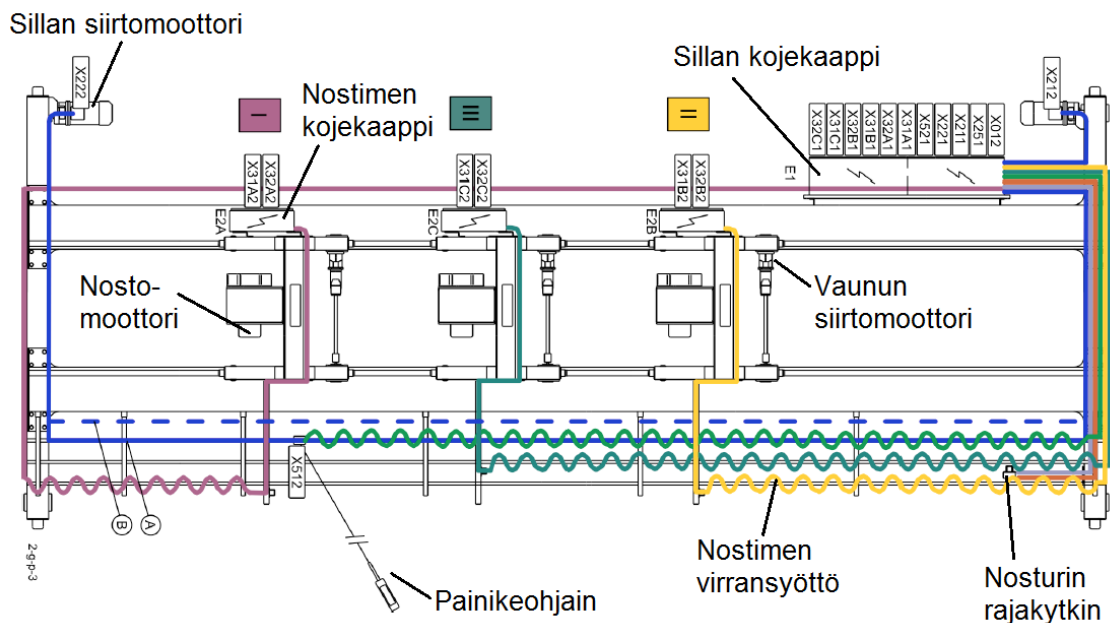 Sillan siirtomoottori
X222
I
Nostimen
kojekaappi
III
II
Sillan kojekaappi
X212
X32C1
X31C1
X32B1
X31B1
X32A1
X31A1
X521
X221
X211
X251
X012
E1
X31A2
X32A2
E2A
X31C2
X32C2
E2C
X31B2
X32B2
E2B
Nosto-
moottori
Vaunun
siirtomoottori
X512
B
A
2-g-p-3
Painikeohjain
Nostimen
virransyöttö
Nosturin
rajakytkin